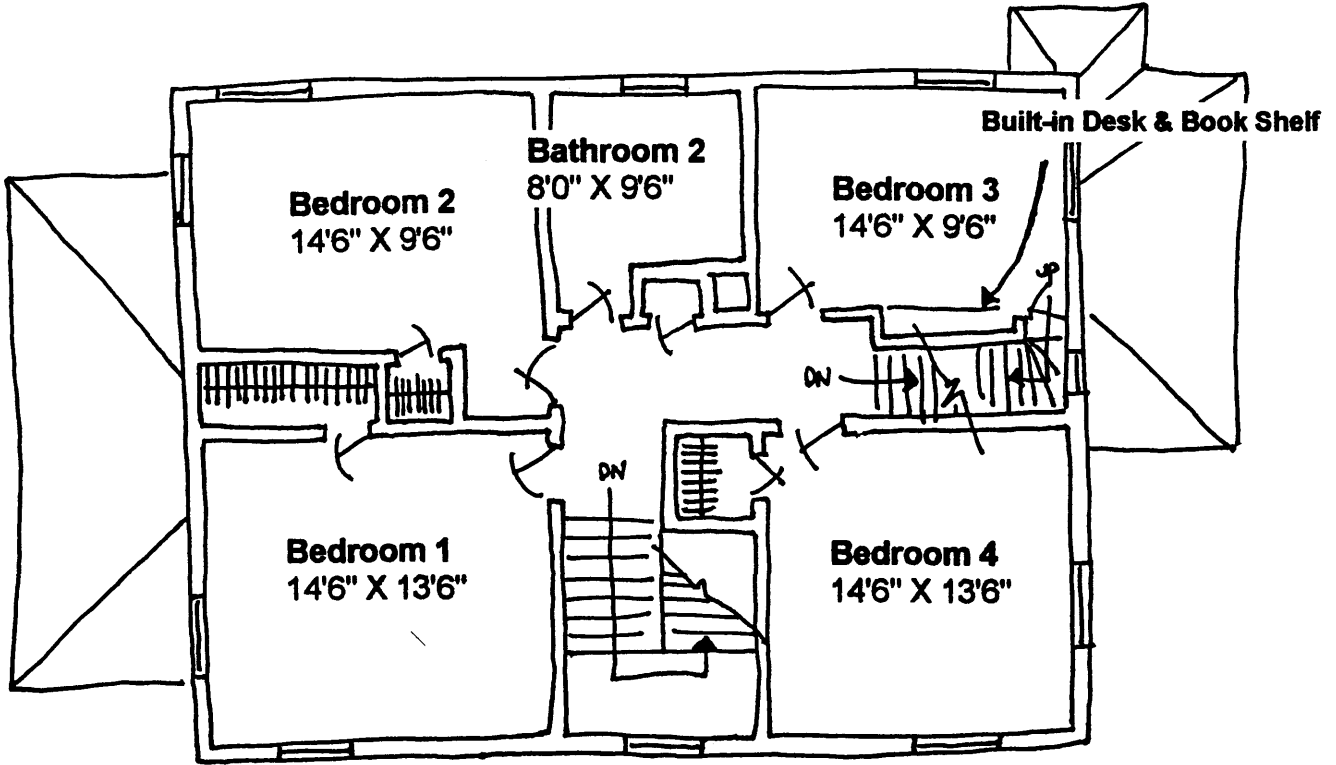 Built-in Desk & Book Shelf
Bathroom 2
8'0" X 9'6"
Bedroom 2
14'6" X 9'6"
Bedroom 3
14'6" X 9'6"
UP
DN
DN
Bedroom 1
14'6" X 13'6"
Bedroom 4
14'6" X 13'6"